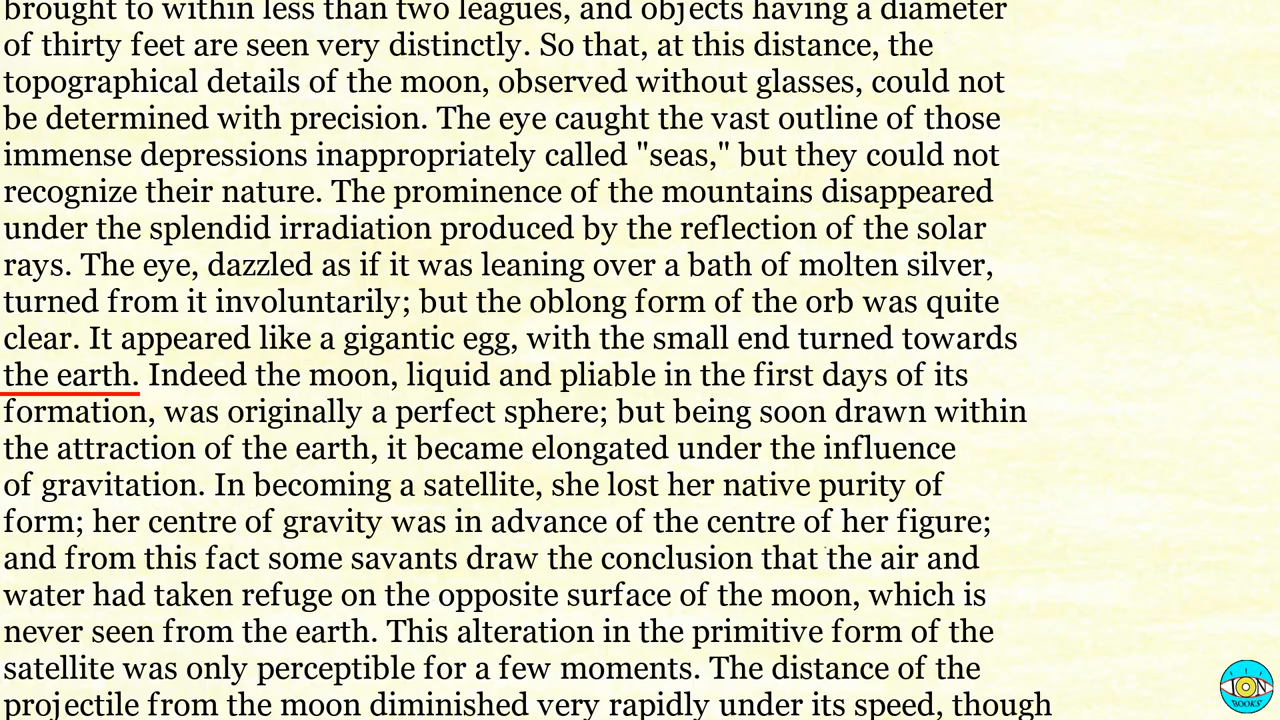 brought to within less than two leagues, and objects having a diameter
of thirty feet are seen very distinctly. So that, at this distance, the
topographical details of the moon, observed without glasses, could not
be determined with precision. The eye caught the vast outline of those
immense depressions inappropriately called "seas," but they could not
recognize their nature. The prominence of the mountains disappeared
under the splendid irradiation produced by the reflection of the solar
rays. The eye, dazzled as if it was leaning over a bath of molten silver,
turned from it involuntarily; but the oblong form of the orb was quite
clear. It appeared like a gigantic egg, with the small end turned towards
the earth. Indeed the moon, liquid and pliable in the first days of its
formation, was originally a perfect sphere; but being soon drawn within
the attraction of the earth, it became elongated under the influence
of gravitation. In becoming a satellite, she lost her native purity of
form; her centre of gravity was in advance of the centre of her figure;
and from this fact some savants draw the conclusion that the air and
water had taken refuge on the opposite surface of the moon, which is
never seen from the earth. This alteration in the primitive form of the
satellite was only perceptible for a few moments. The distance of the
projectile from the moon diminished very rapidly under its speed, though
ION
BOOKS